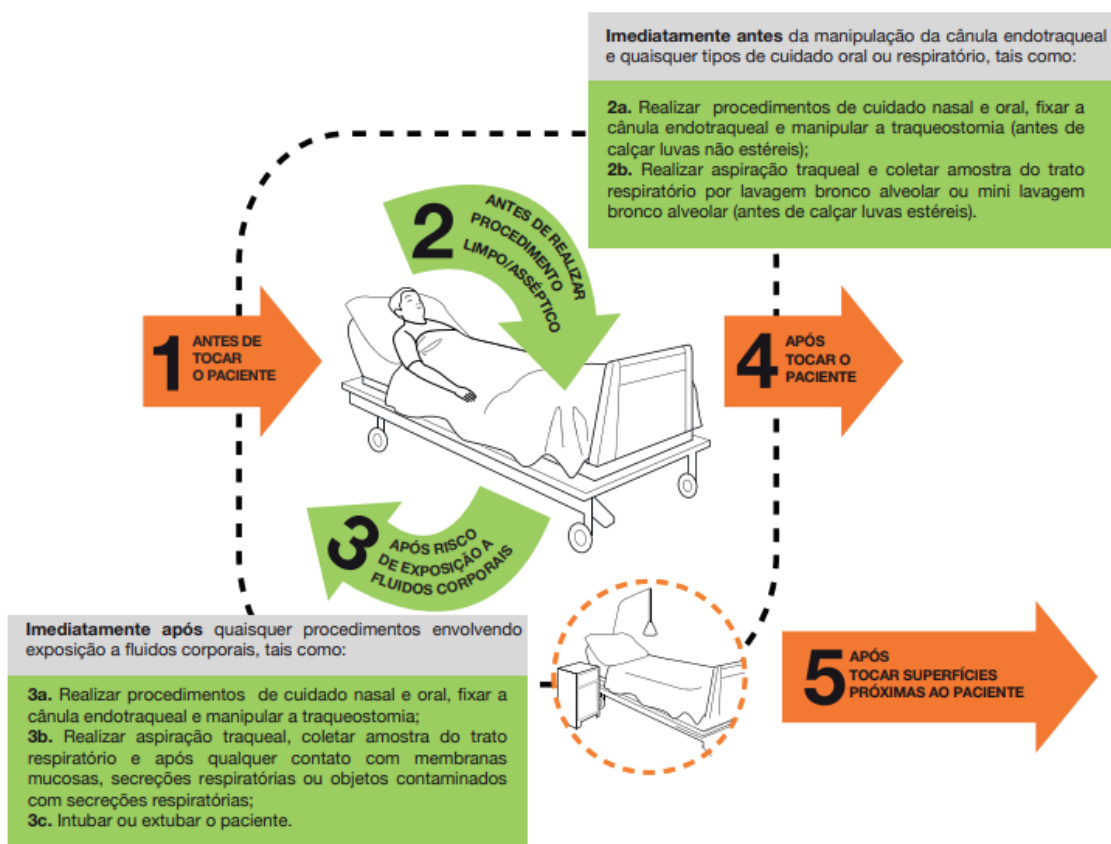 Imediatamente antes da manipulação da cânula endotraqueal
e quaisquer tipos de cuidado oral ou respiratório, tais como:
2a. Realizar procedimentos de cuidado nasal e oral, fixar a
cânula endotraqueal e manipular a traqueostomia (antes de
calçar luvas não estéreis);
2b. Realizar aspiração traqueal e coletar amostra do trato
respiratório por lavagem bronco alveolar ou mini lavagem
bronco alveolar (antes de calçar luvas estéreis).
1
ANTES DE
TOCAR
O PACIENTE
2
ANTES DE REALIZAR
PROCEDIMENTO
LIMPO/ASSÉPTICO
4
APÓS
TOCAR O
PACIENTE
3
APÓS RISCO
DE EXPOSIÇÃO A
FLUIDOS CORPORAIS
Imediatamente após quaisquer procedimentos envolvendo
exposição a fluidos corporais, tais como:
3a. Realizar procedimentos de cuidado nasal e oral, fixar a
cânula endotraqueal e manipular a traqueostomia;
3b. Realizar aspiração traqueal, coletar amostra do trato
respiratório e após qualquer contato com membranas
mucosas, secreções respiratórias ou objetos contaminados
com secreções respiratórias;
3c. Intubar ou extubar o paciente.
5
APÓS
TOCAR SUPERFÍCIES
PRÓXIMAS AO PACIENTE